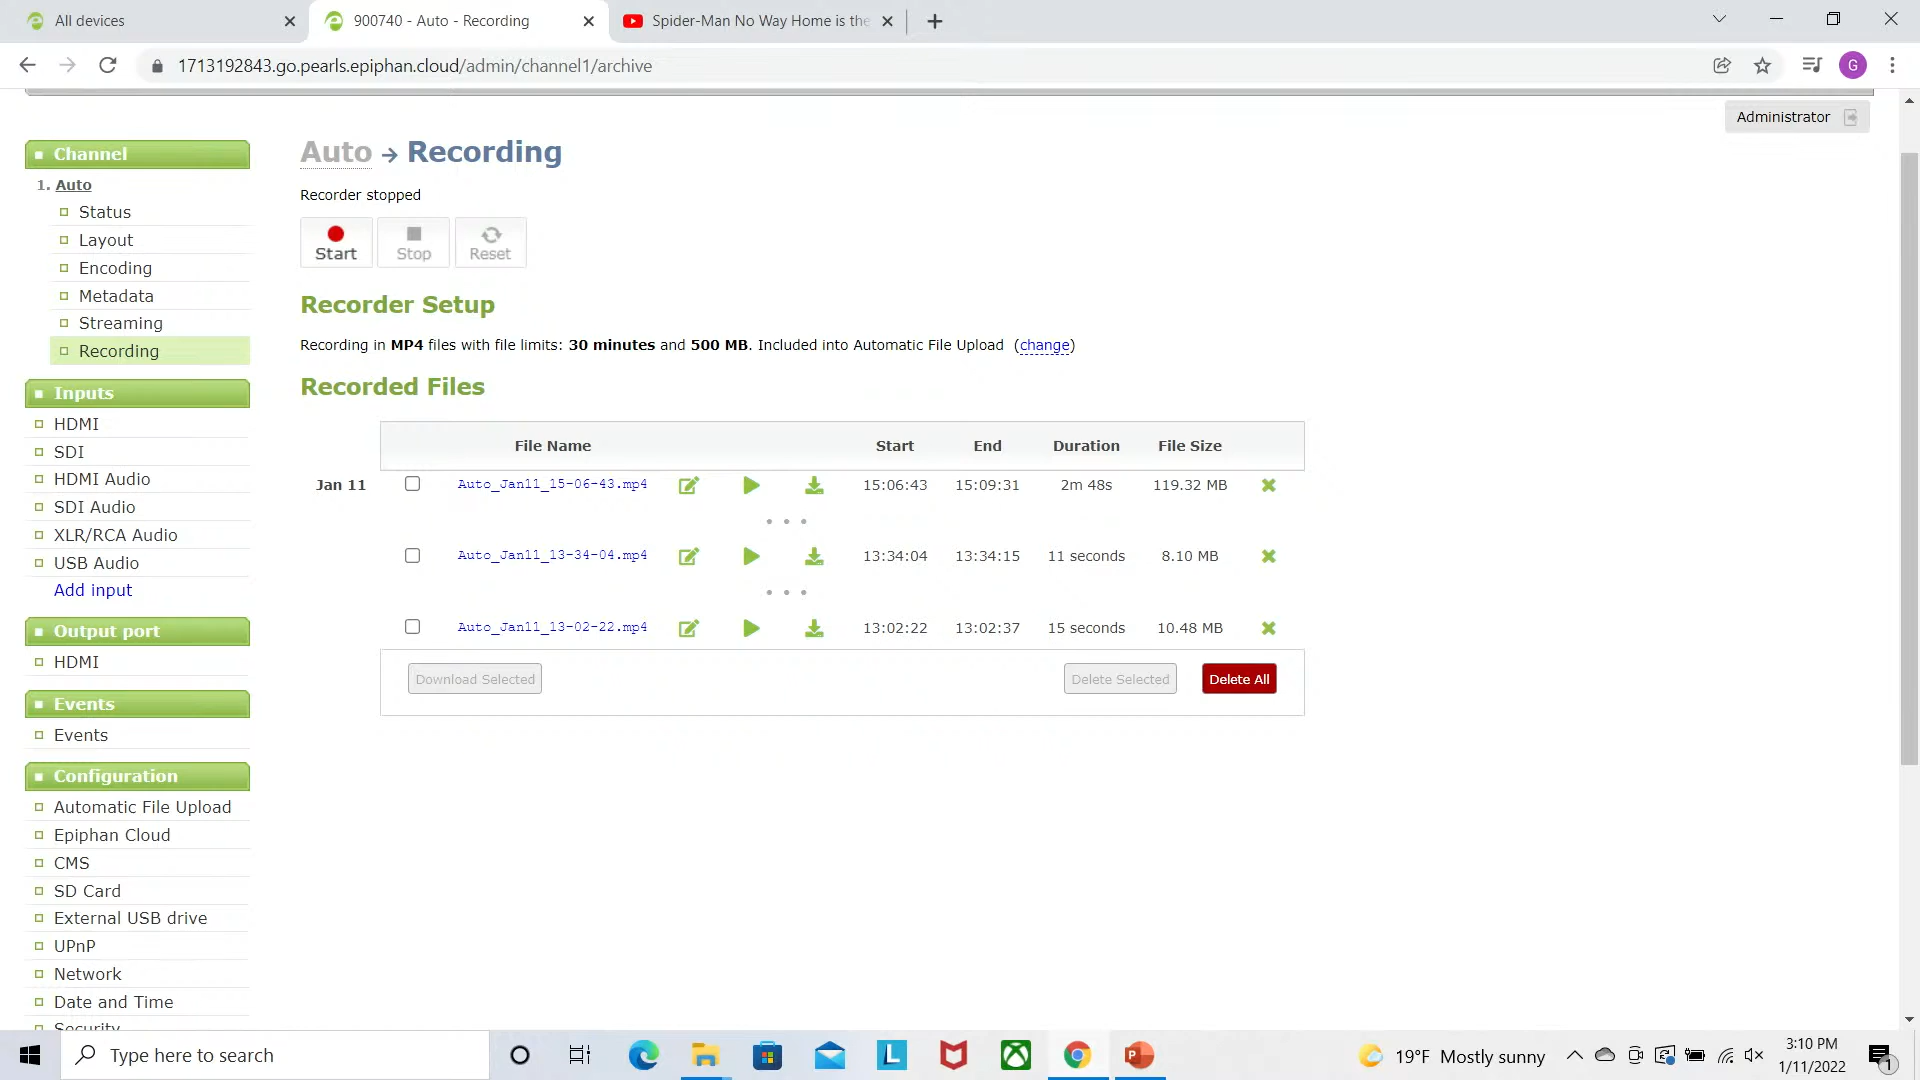 All devices
900740 - Auto - Recording
Spider-Man No Way Home is the
1713192843.go.pearls.epiphan.cloud/admin/channel1/archive
G
Administrator
Channel
1. Auto
Status
Layout
Encoding
Metadata
Streaming
Recording
Inputs
HDMI
SDI
HDMI Audio
SDI Audio
XLR/RCA Audio
USB Audio
Add input
Output port
HDMI
Events
Events
Configuration
Automatic File Upload
Epiphan Cloud
CMS
SD Card
External USB drive
UPnP
Network
Date and Time
Security
Auto → Recording
Recorder stopped
Start Stop Reset
Recorder Setup
Recording in MP4 files with file limits: 30 minutes and 500 MB. Included into Automatic File Upload (change)
Recorded Files
File Name Start End Duration File Size
Jan 11 Auto_Jan11_15-06-43.mp4 15:06:43 15:09:31 2m 48s 119.32 MB
• • •
Auto_Jan11_13-34-04.mp4 13:34:04 13:34:15 11 seconds 8.10 MB
• • •
Auto_Jan11_13-02-22.mp4 13:02:22 13:02:37 15 seconds 10.48 MB
Download Selected Delete Selected Delete All
Type here to search
L
P
19°F Mostly sunny
3:10 PM
1/11/2022
1